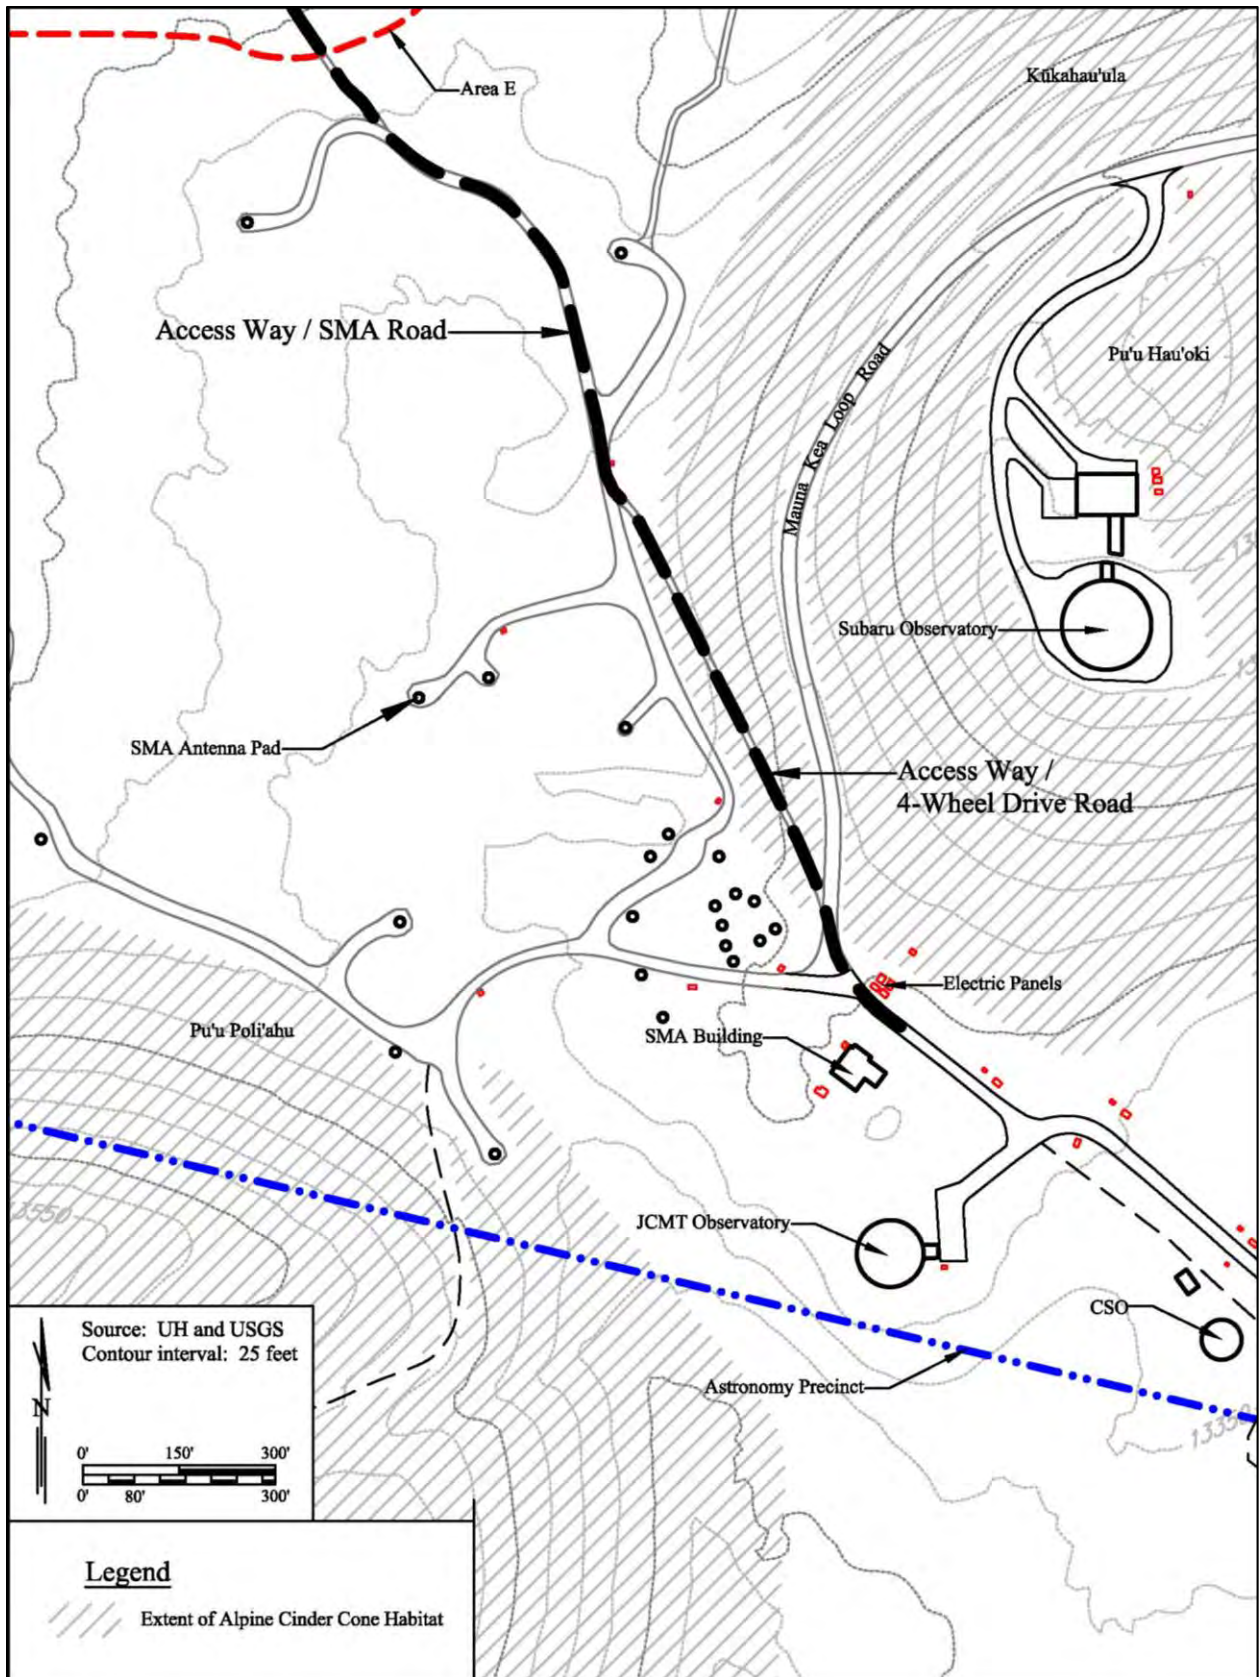 Kūkahau'ula
Area E
Access Way / SMA Road
Pu'u Hau'oki
Mauna Kea Loop Road
Subaru Observatory
SMA Antenna Pad
Access Way /
4-Wheel Drive Road
Electric Panels
Pu'u Poli'ahu
SMA Building
13550
JCMT Observatory
CSO
Source: UH and USGS
Contour interval: 25 feet
Astronomy Precinct
N
13350
0' 150' 300'
0' 80' 300'
Legend
Extent of Alpine Cinder Cone Habitat